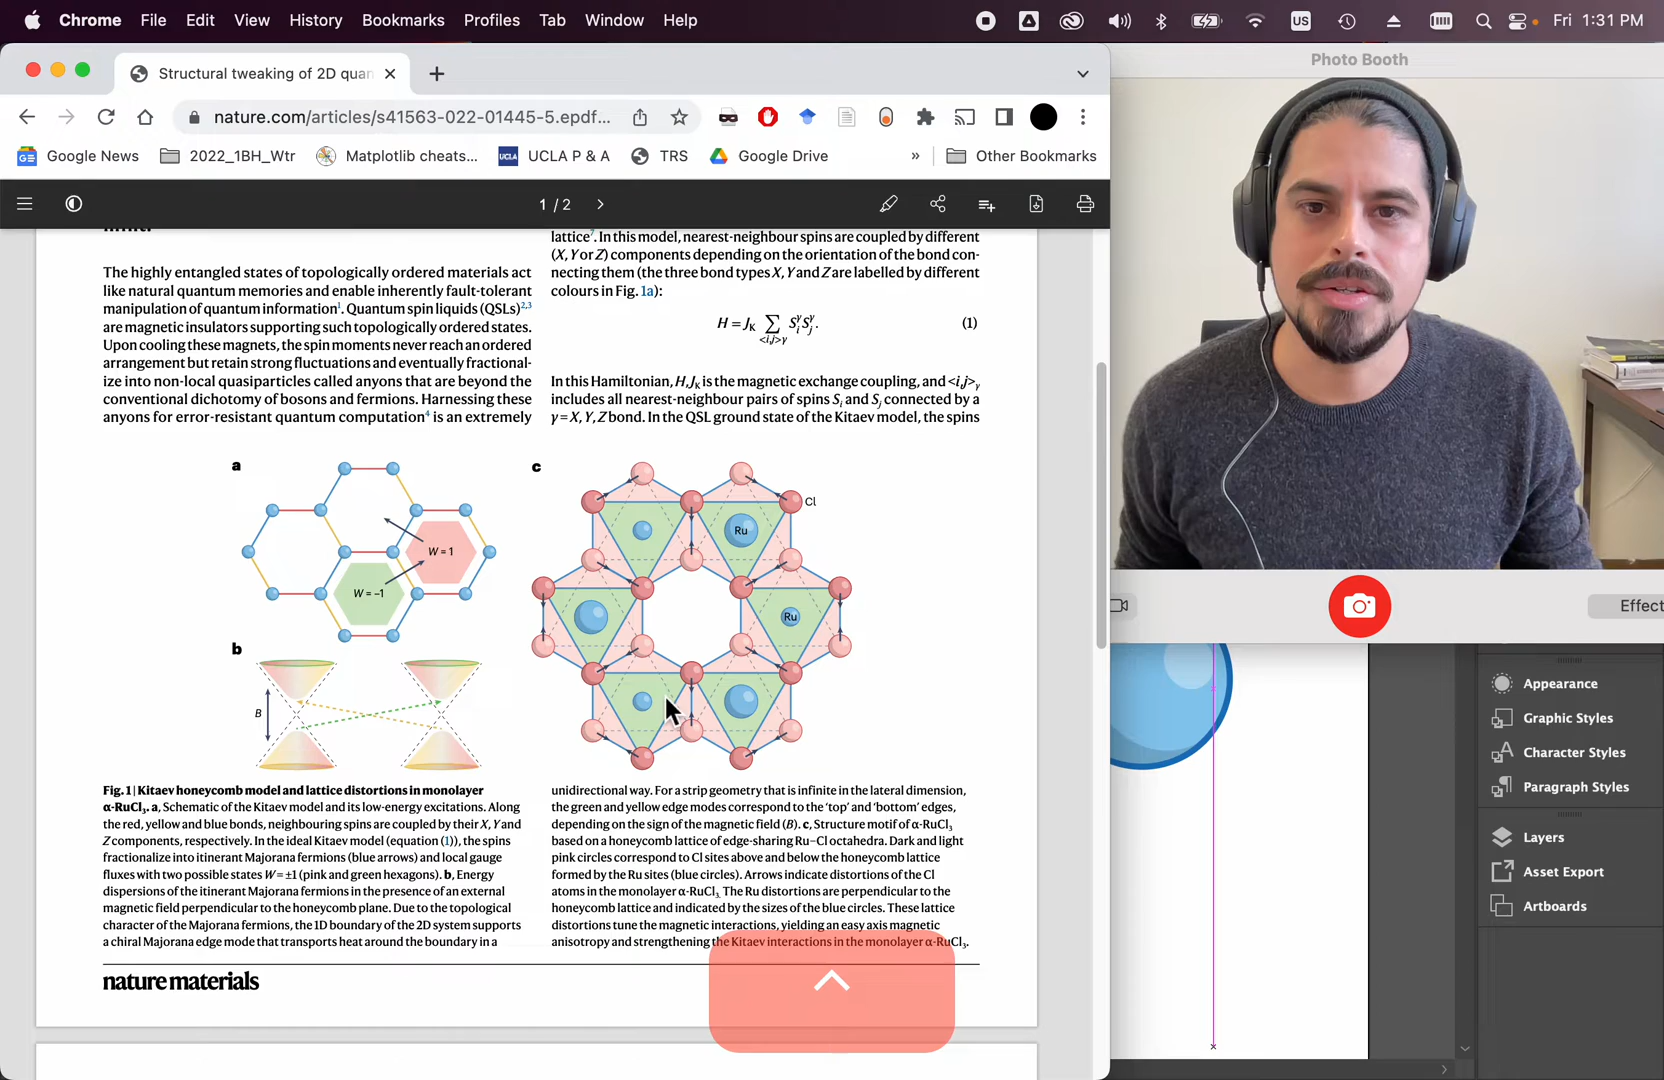 Chrome File Edit View History Bookmarks Profiles Tab Window Help
US
Fri 1:31 PM
Structural tweaking of 2D quan
nature.com/articles/s41563-022-01445-5.epdf...
Google News 2022_1BH_Wtr Matplotlib cheats... UCLA UCLA P & A TRS Google Drive » Other Bookmarks
1 / 2
The highly entangled states of topologically ordered materials act
like natural quantum memories and enable inherently fault-tolerant
manipulation of quantum information1. Quantum spin liquids (QSLs)2,3
are magnetic insulators supporting such topologically ordered states.
Upon cooling these magnets, the spin moments never reach an ordered
arrangement but retain strong fluctuations and eventually fractional-
ize into non-local quasiparticles called anyons that are beyond the
conventional dichotomy of bosons and fermions. Harnessing these
anyons for error-resistant quantum computation4 is an extremely
lattice7. In this model, nearest-neighbour spins are coupled by different
(X, Y or Z) components depending on the orientation of the bond con-
necting them (the three bond types X, Y and Z are labelled by different
colours in Fig. 1a):
H = JK ∑<i,j>γ SiγSjγ. (1)
In this Hamiltonian, H, JK is the magnetic exchange coupling, and <i,j>γ
includes all nearest-neighbour pairs of spins Si and Sj connected by a
γ = X, Y, Z bond. In the QSL ground state of the Kitaev model, the spins
a
W = 1
W = –1
b
B
c
Cl
Ru
Ru
Fig. 1 | Kitaev honeycomb model and lattice distortions in monolayer
α-RuCl3. a, Schematic of the Kitaev model and its low-energy excitations. Along
the red, yellow and blue bonds, neighbouring spins are coupled by their X, Y and
Z components, respectively. In the ideal Kitaev model (equation (1)), the spins
fractionalize into itinerant Majorana fermions (blue arrows) and local gauge
fluxes with two possible states W = ±1 (pink and green hexagons). b, Energy
dispersions of the itinerant Majorana fermions in the presence of an external
magnetic field perpendicular to the honeycomb plane. Due to the topological
character of the Majorana fermions, the 1D boundary of the 2D system supports
a chiral Majorana edge mode that transports heat around the boundary in a
unidirectional way. For a strip geometry that is infinite in the lateral dimension,
the green and yellow edge modes correspond to the 'top' and 'bottom' edges,
depending on the sign of the magnetic field (B). c, Structure motif of α-RuCl3
based on a honeycomb lattice of edge-sharing Ru–Cl octahedra. Dark and light
pink circles correspond to Cl sites above and below the honeycomb lattice
formed by the Ru sites (blue circles). Arrows indicate distortions of the Cl
atoms in the monolayer α-RuCl3. The Ru distortions are perpendicular to the
honeycomb lattice and indicated by the sizes of the blue circles. These lattice
distortions tune the magnetic interactions, yielding an easy axis magnetic
anisotropy and strengthening the Kitaev interactions in the monolayer α-RuCl3.
nature materials
Photo Booth
Effect
Appearance
Graphic Styles
Character Styles
Paragraph Styles
Layers
Asset Export
Artboards